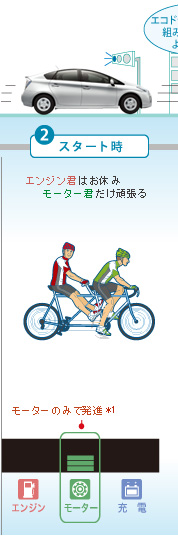 エコド
組み
よ
2 スタート時
エンジン君はお休み
モーター君だけ頑張る
モーターのみで発進 *1
エンジン モーター 充電